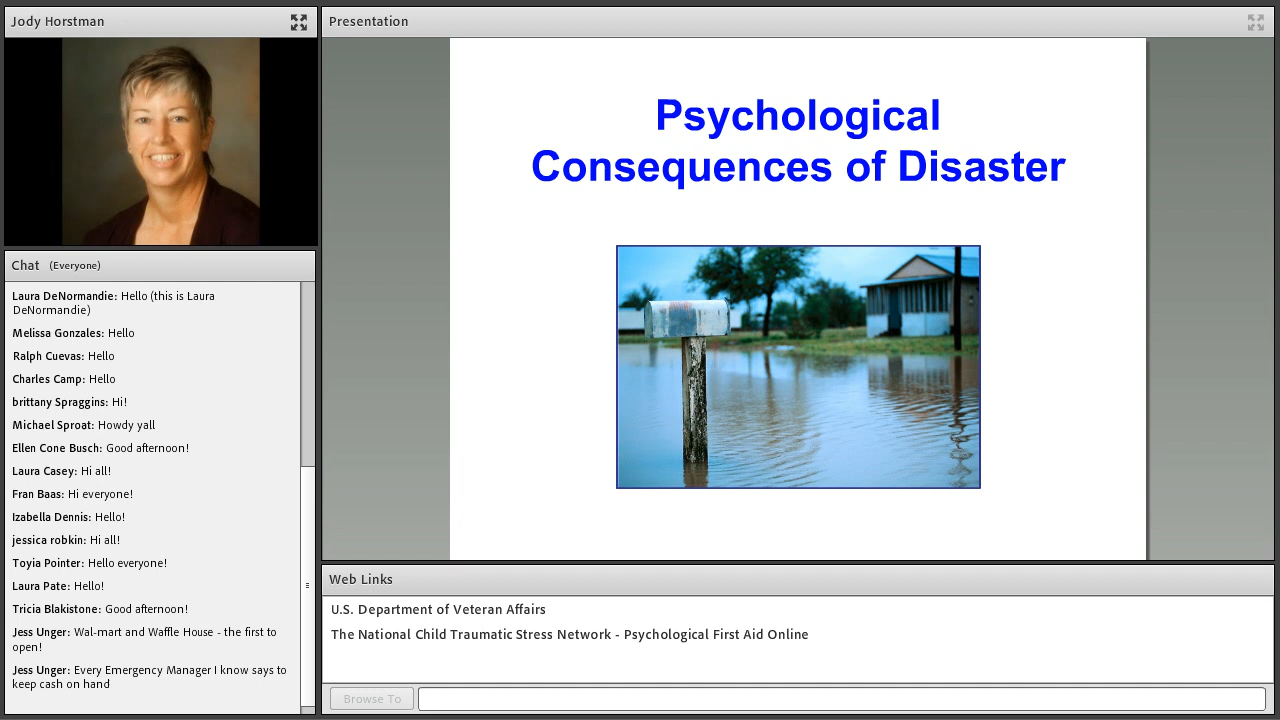 Jody Horstman
Presentation
Psychological
Consequences of Disaster
Chat (Everyone)
Laura DeNormandie: Hello (this is Laura
DeNormandie)
Melissa Gonzales: Hello
Ralph Cuevas: Hello
Charles Camp: Hello
brittany Spraggins: Hi!
Michael Sproat: Howdy yall
Ellen Cone Busch: Good afternoon!
Laura Casey: Hi all!
Fran Baas: Hi everyone!
Izabella Dennis: Hello!
jessica robkin: Hi all!
Toyia Pointer: Hello everyone!
Laura Pate: Hello!
Tricia Blakistone: Good afternoon!
Jess Unger: Wal-mart and Waffle House - the first to
open!
Jess Unger: Every Emergency Manager I know says to
keep cash on hand
Web Links
U.S. Department of Veteran Affairs
The National Child Traumatic Stress Network - Psychological First Aid Online
Browse To